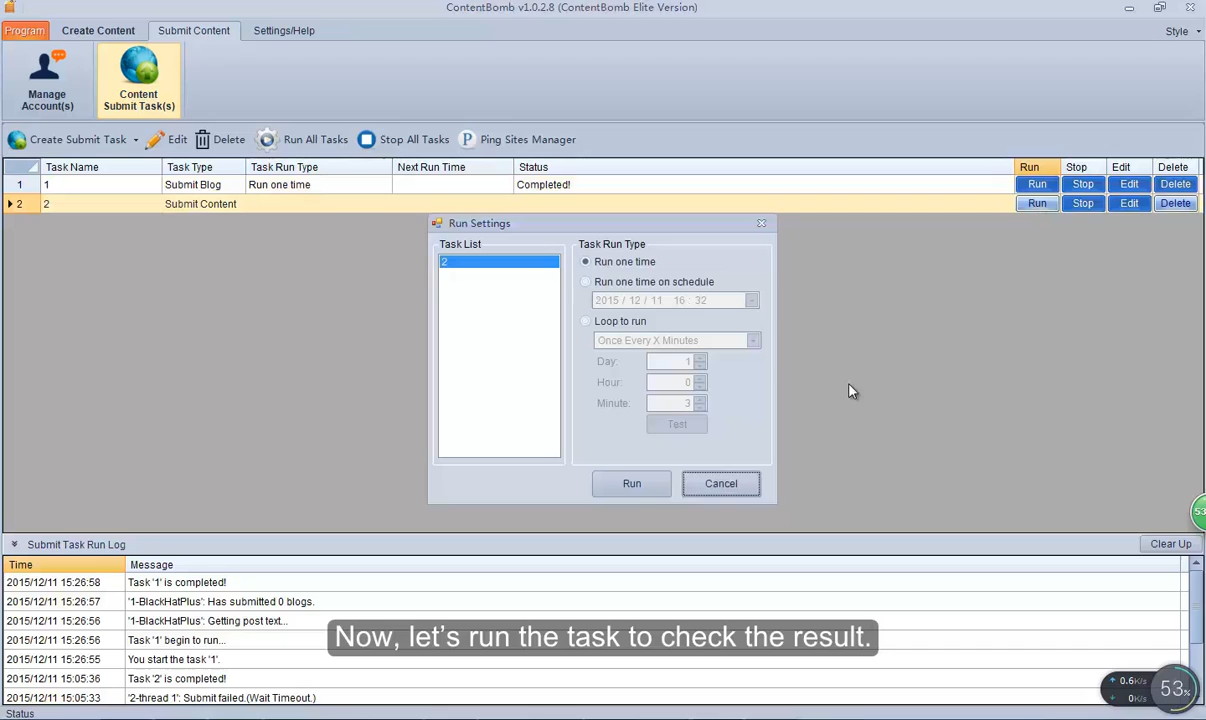 ContentBomb v1.0.2.8 (ContentBomb Elite Version)
Program Create Content Submit Content Settings/Help Style
Manage Account(s)
Content Submit Task(s)
Create Submit Task Edit Delete Run All Tasks Stop All Tasks P Ping Sites Manager
Task Name Task Type Task Run Type Next Run Time Status Run Stop Edit Delete
1 1 Submit Blog Run one time Completed! Run Stop Edit Delete
2 2 Submit Content Run Stop Edit Delete
Run Settings
Task List Task Run Type
2 Run one time
Run one time on schedule
2015 / 12 / 11 16 : 32
Loop to run
Once Every X Minutes
Day: 1
Hour: 0
Minute: 3
Test
Run Cancel
53
Submit Task Run Log Clear Up
Time Message
2015/12/11 15:26:58 Task '1' is completed!
2015/12/11 15:26:57 '1-BlackHatPlus': Has submitted 0 blogs.
2015/12/11 15:26:56 '1-BlackHatPlus': Getting post text...
2015/12/11 15:26:56 Task '1' begin to run...
2015/12/11 15:26:55 You start the task '1'.
2015/12/11 15:05:36 Task '2' is completed!
2015/12/11 15:05:33 '2-thread 1': Submit failed.(Wait Timeout.)
Now, let's run the task to check the result.
0.6K/s
0K/s
53%
Status